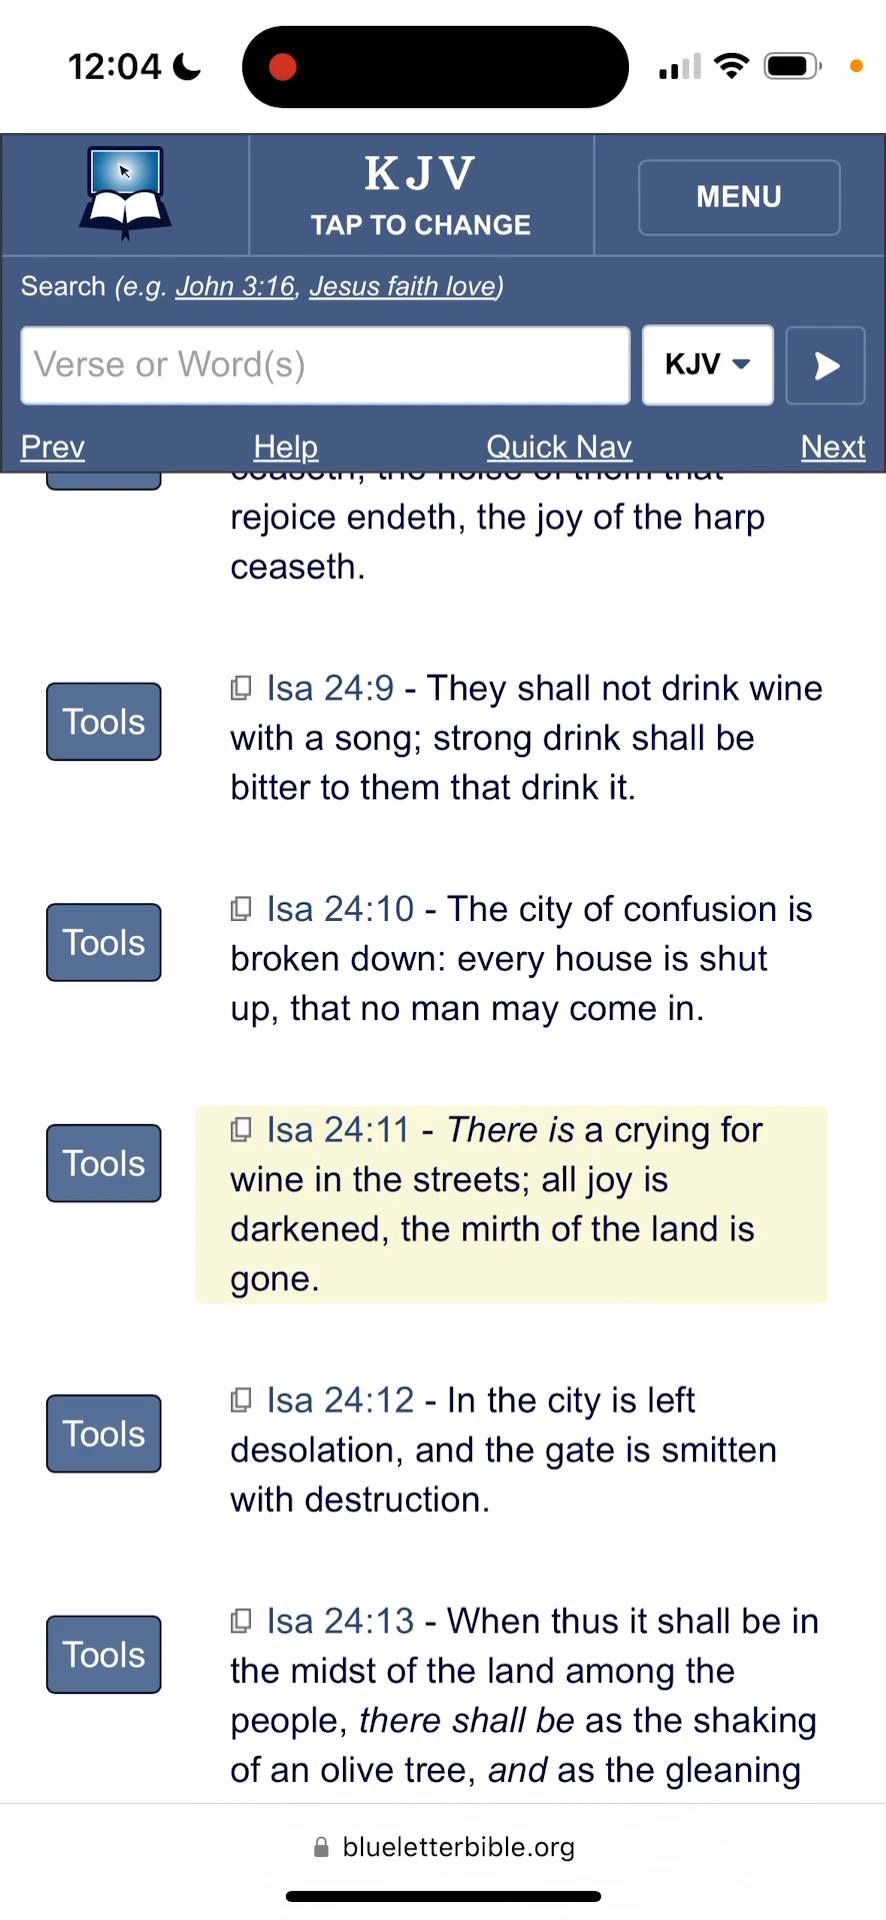 12:04
KJV
TAP TO CHANGE
MENU
Search (e.g. John 3:16, Jesus faith love)
Verse or Word(s)
KJV
Prev
Help
Quick Nav
Next
ceaseth, the noise of them that
rejoice endeth, the joy of the harp
ceaseth.
Tools
Isa 24:9 - They shall not drink wine
with a song; strong drink shall be
bitter to them that drink it.
Tools
Isa 24:10 - The city of confusion is
broken down: every house is shut
up, that no man may come in.
Tools
Isa 24:11 - There is a crying for
wine in the streets; all joy is
darkened, the mirth of the land is
gone.
Tools
Isa 24:12 - In the city is left
desolation, and the gate is smitten
with destruction.
Tools
Isa 24:13 - When thus it shall be in
the midst of the land among the
people, there shall be as the shaking
of an olive tree, and as the gleaning
blueletterbible.org